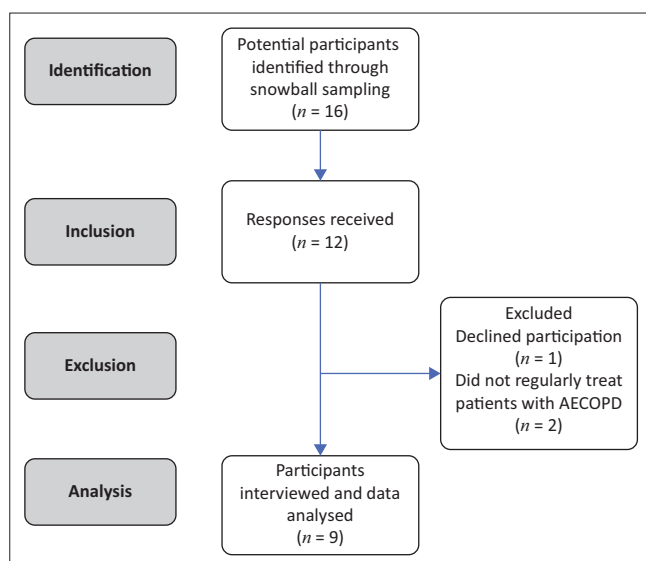 Identification
Potential participants
identified through
snowball sampling
(n = 16)
Inclusion
Responses received
(n = 12)
Exclusion
Excluded
Declined participation
(n = 1)
Did not regularly treat
patients with AECOPD
(n = 2)
Analysis
Participants
interviewed and data
analysed
(n = 9)